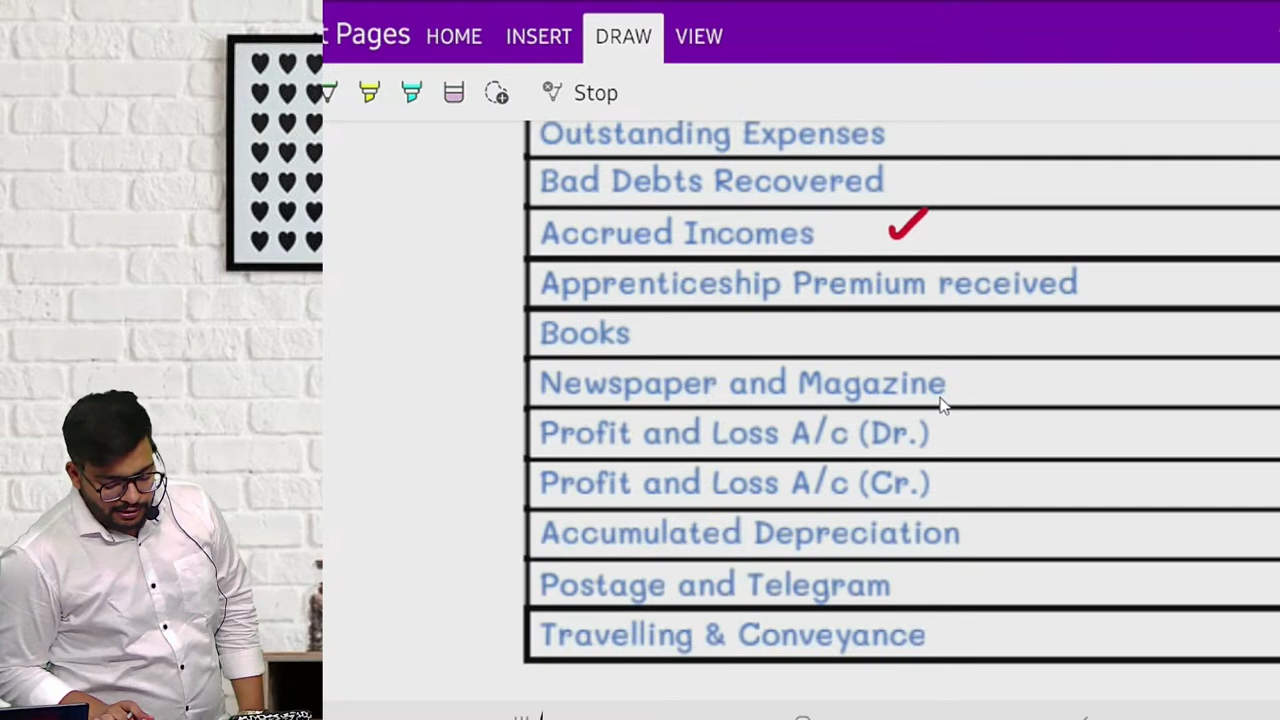 t Pages HOME INSERT DRAW VIEW
Stop
Outstanding Expenses
Bad Debts Recovered
Accrued Incomes
Apprenticeship Premium received
Books
Newspaper and Magazine
Profit and Loss A/c (Dr.)
Profit and Loss A/c (Cr.)
Accumulated Depreciation
Postage and Telegram
Travelling & Conveyance